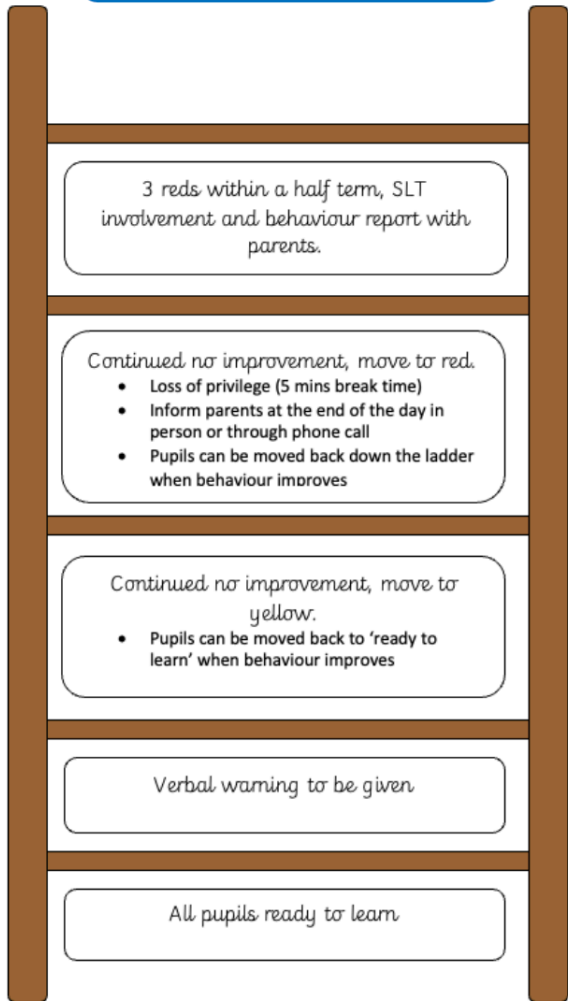 3 reds within a half term, SLT
involvement and behaviour report with
parents.
Continued no improvement, move to red.
• Loss of privilege (5 mins break time)
• Inform parents at the end of the day in
person or through phone call
• Pupils can be moved back down the ladder
when behaviour improves
Continued no improvement, move to
yellow.
• Pupils can be moved back to ‘ready to
learn’ when behaviour improves
Verbal warning to be given
All pupils ready to learn